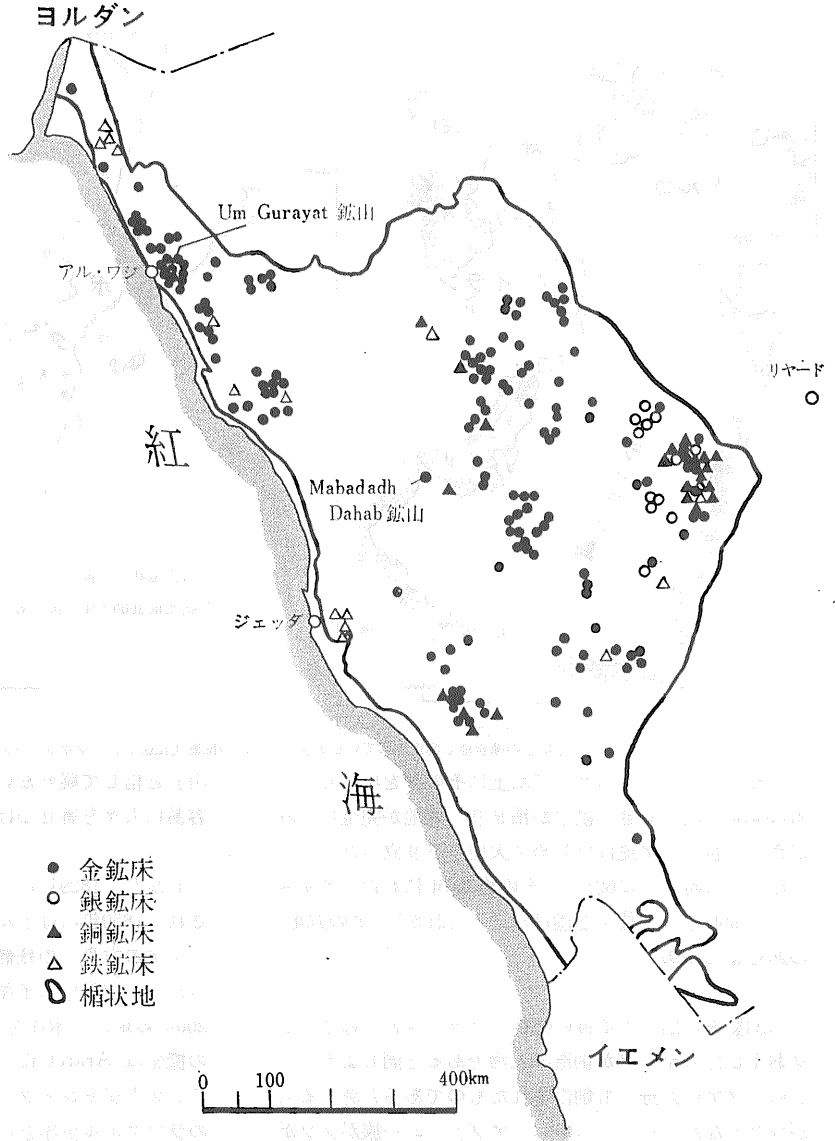 ヨルダン
Um Gurayat 鉱山
アル・ワジ
リヤード
紅
Mabadadh
Dahab 鉱山
ジェッダ
海
金鉱床
銀鉱床
銅鉱床
鉄鉱床
楯状地
イエメン
0 100 400km